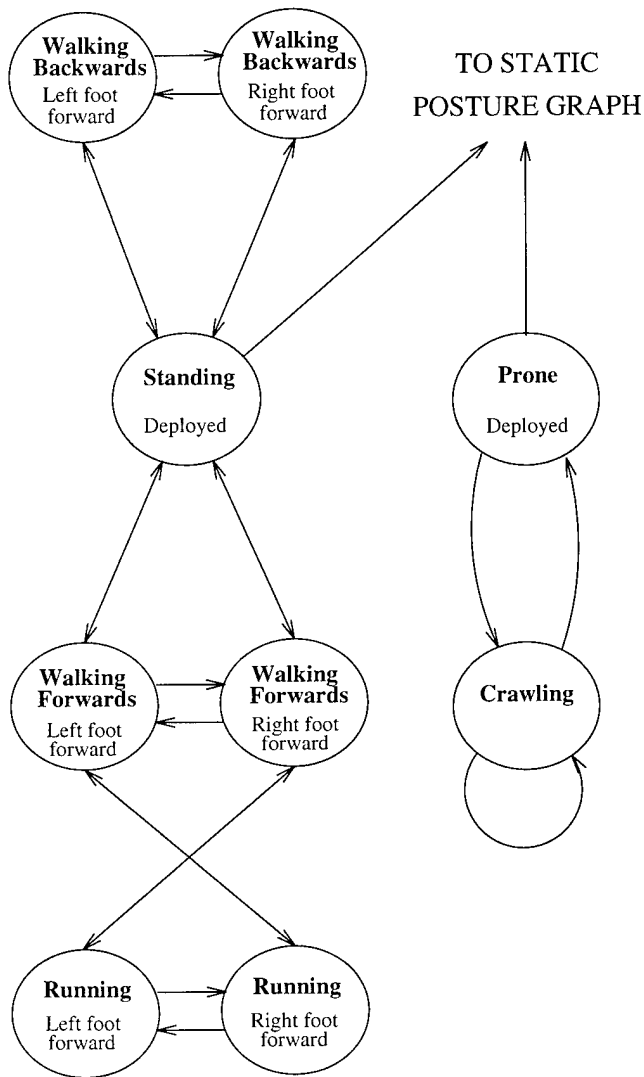 Walking
Backwards
Left foot
forward
Walking
Backwards
Right foot
forward
TO STATIC
POSTURE GRAPH
Standing
Deployed
Prone
Deployed
Walking
Forwards
Left foot
forward
Walking
Forwards
Right foot
forward
Crawling
Running
Left foot
forward
Running
Right foot
forward